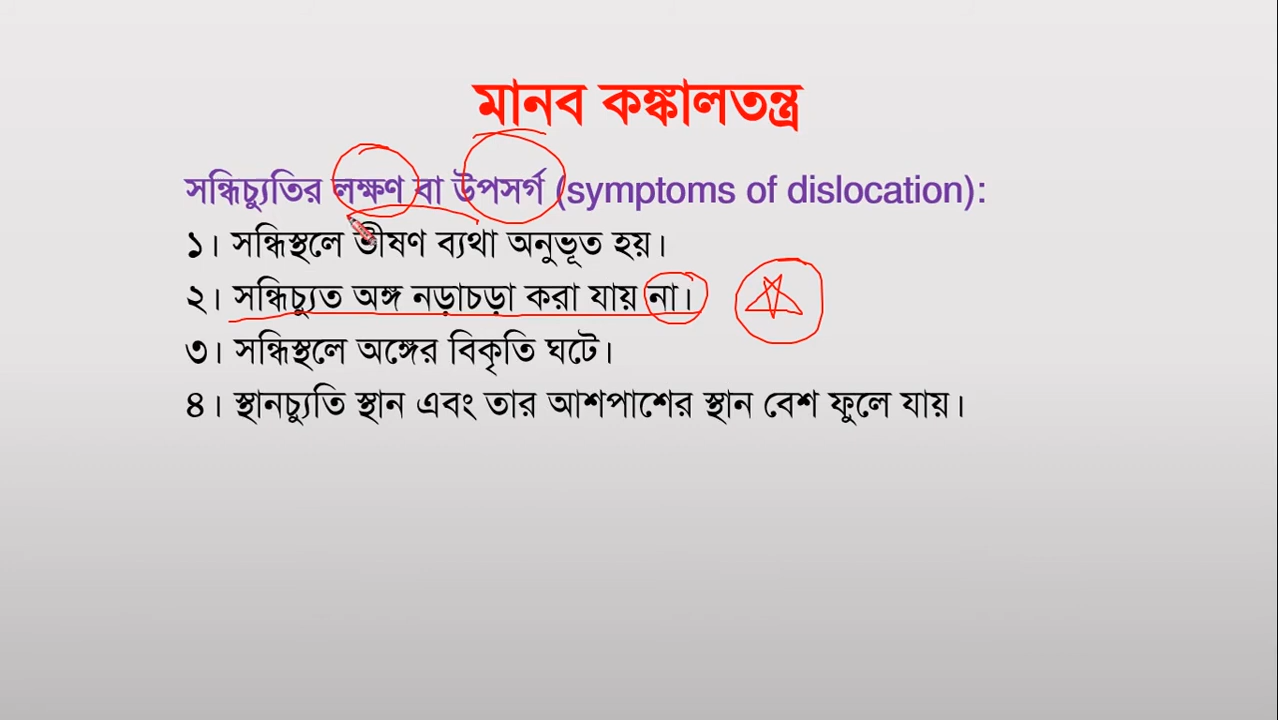 মানব কঙ্কালতন্ত্র
সন্ধিচ্যুতির লক্ষণ বা উপসর্গ (symptoms of dislocation):
১। সন্ধিস্থলে ভীষণ ব্যথা অনুভূত হয়।
২। সন্ধিচ্যুত অঙ্গ নড়াচড়া করা যায় না।
৩। সন্ধিস্থলে অঙ্গের বিকৃতি ঘটে।
৪। স্থানচ্যুতি স্থান এবং তার আশপাশের স্থান বেশ ফুলে যায়।